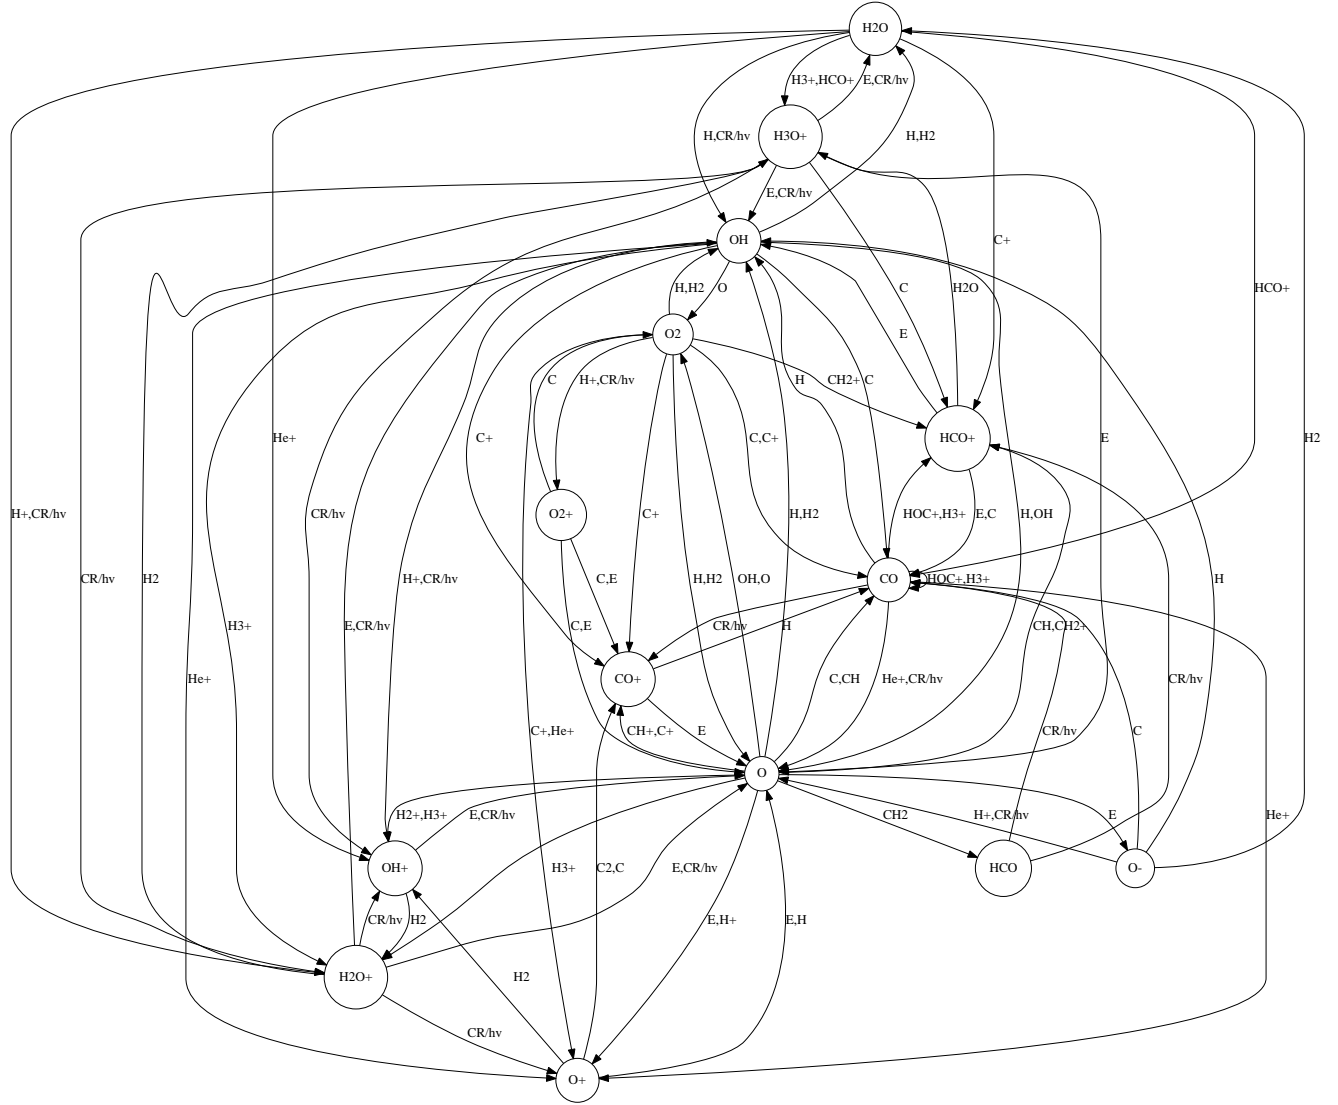 H2O
H3+,HCO+
E,CR/hv
H3O+
H,CR/hv
H,H2
E,CR/hv
OH
C+
H,H2
O
C
H2O
HCO+
O2
E
C
H+,CR/hv
H
CH2+
C
He+
C+
C,C+
HCO+
E
H2
O2+
H+,CR/hv
CR/hv
C+
H,H2
HOC+,H3+
E,C
H,OH
CR/hv
H2
H+,CR/hv
C,E
H,H2
OH,O
CO
HOC+,H3+
H
H3+
E,CR/hv
C,E
CR/hv
H
CH,CH2+
He+
CO+
C,CH
He+,CR/hv
CR/hv
C+,He+
CH+,C+
E
CR/hv
C
O
H2+,H3+
E,CR/hv
CH2
H+,CR/hv
E
He+
OH+
H3+
C2,C
E,CR/hv
HCO
O-
CR/hv
H2
E,H+
E,H
H2O+
H2
CR/hv
O+